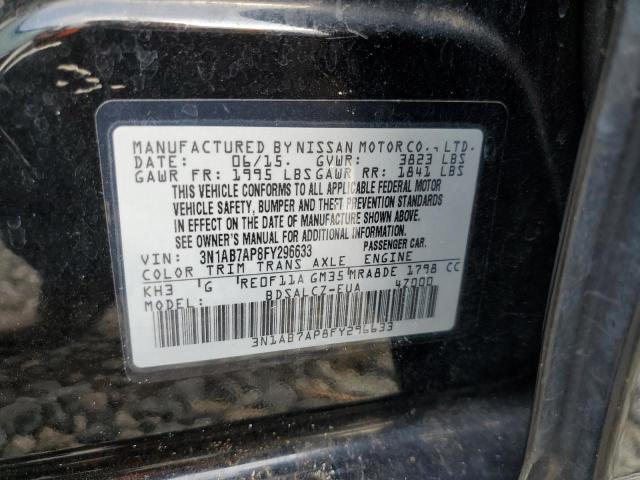 MANUFACTURED BY NISSAN MOTOR CO., LTD.
DATE: 06/15. GVWR: 3823 LBS
GAWR FR: 1995 LBS GAWR RR: 1841 LBS
THIS VEHICLE CONFORMS TO ALL APPLICABLE FEDERAL MOTOR
VEHICLE SAFETY, BUMPER AND THEFT PREVENTION STANDARDS
IN EFFECT ON THE DATE OF MANUFACTURE SHOWN ABOVE.
SEE OWNER'S MANUAL FOR ADDITIONAL INFORMATION.
VIN: 3N1AB7AP8FY296633 PASSENGER CAR.
COLOR TRIM TRANS AXLE ENGINE
KH3 G RE0F11A GM35 MRA8DE 1798 CC
MODEL: BDSALCZ-EUA 47000
3N1AB7AP8FY296633